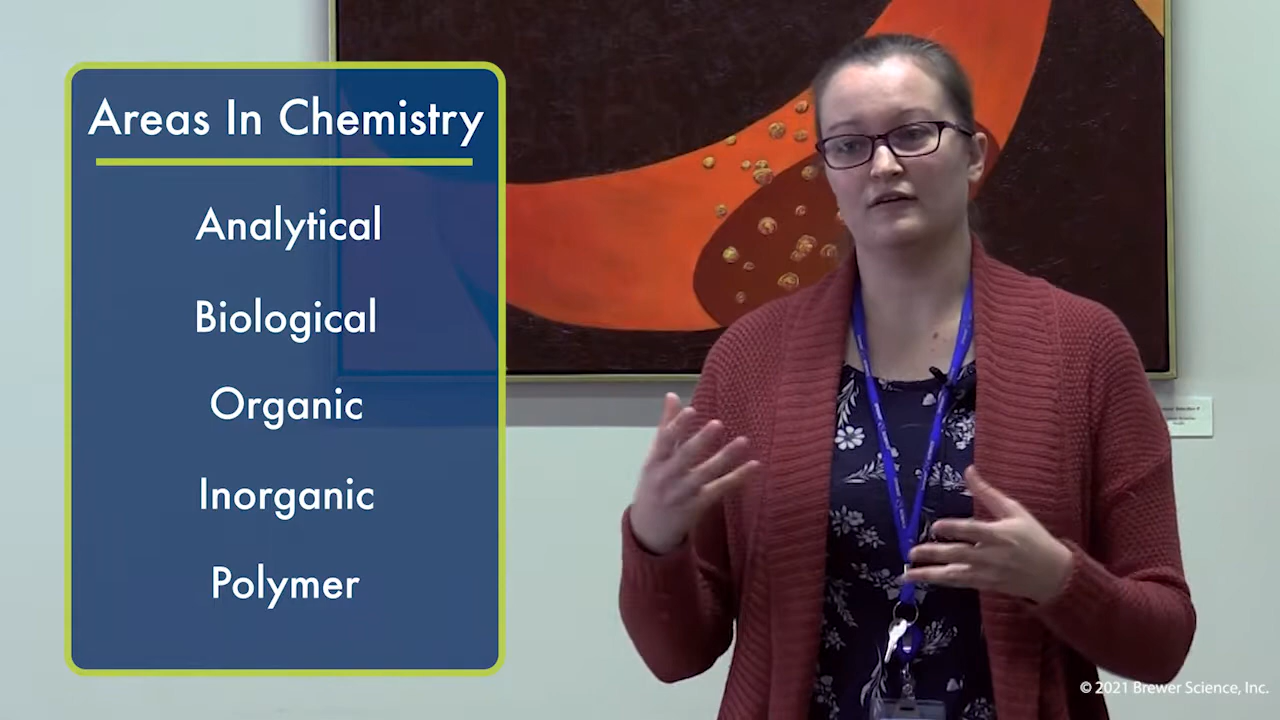 Areas In Chemistry
Analytical
Biological
Organic
Inorganic
Polymer
© 2021 Brewer Science, Inc.